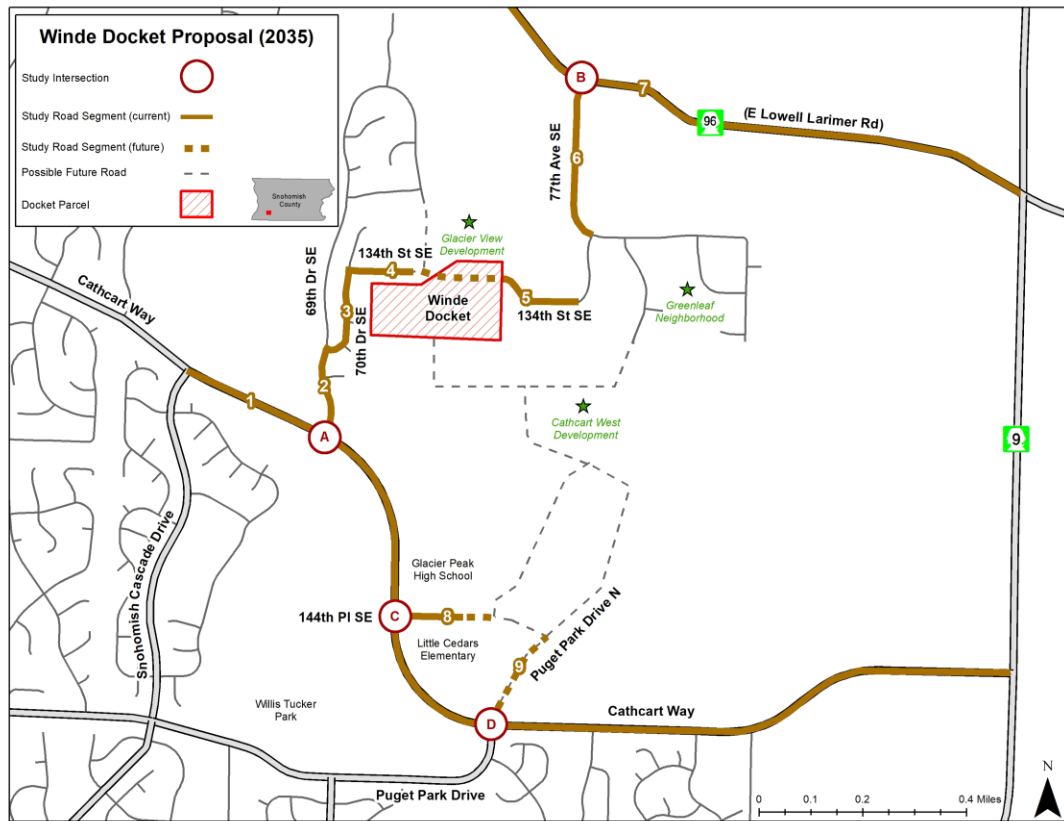 Winde Docket Proposal (2035)
Study Intersection
Study Road Segment (current)
Study Road Segment (future)
Possible Future Road
Docket Parcel
Snohomish
County
B
7
96
(E Lowell Larimer Rd)
77th Ave SE
6
Glacier View
Development
134th St SE
4
69th Dr SE
Cathcart Way
Winde
Docket
5
134th St SE
Greenleaf
Neighborhood
3
70th Dr SE
2
1
A
Cathcart West
Development
9
Snohomish Cascade Drive
Glacier Peak
High School
144th Pl SE
C
8
Little Cedars
Elementary
Puget Park Drive N
9
Willis Tucker
Park
D
Cathcart Way
Puget Park Drive
N
0 0.1 0.2 0.4 Miles